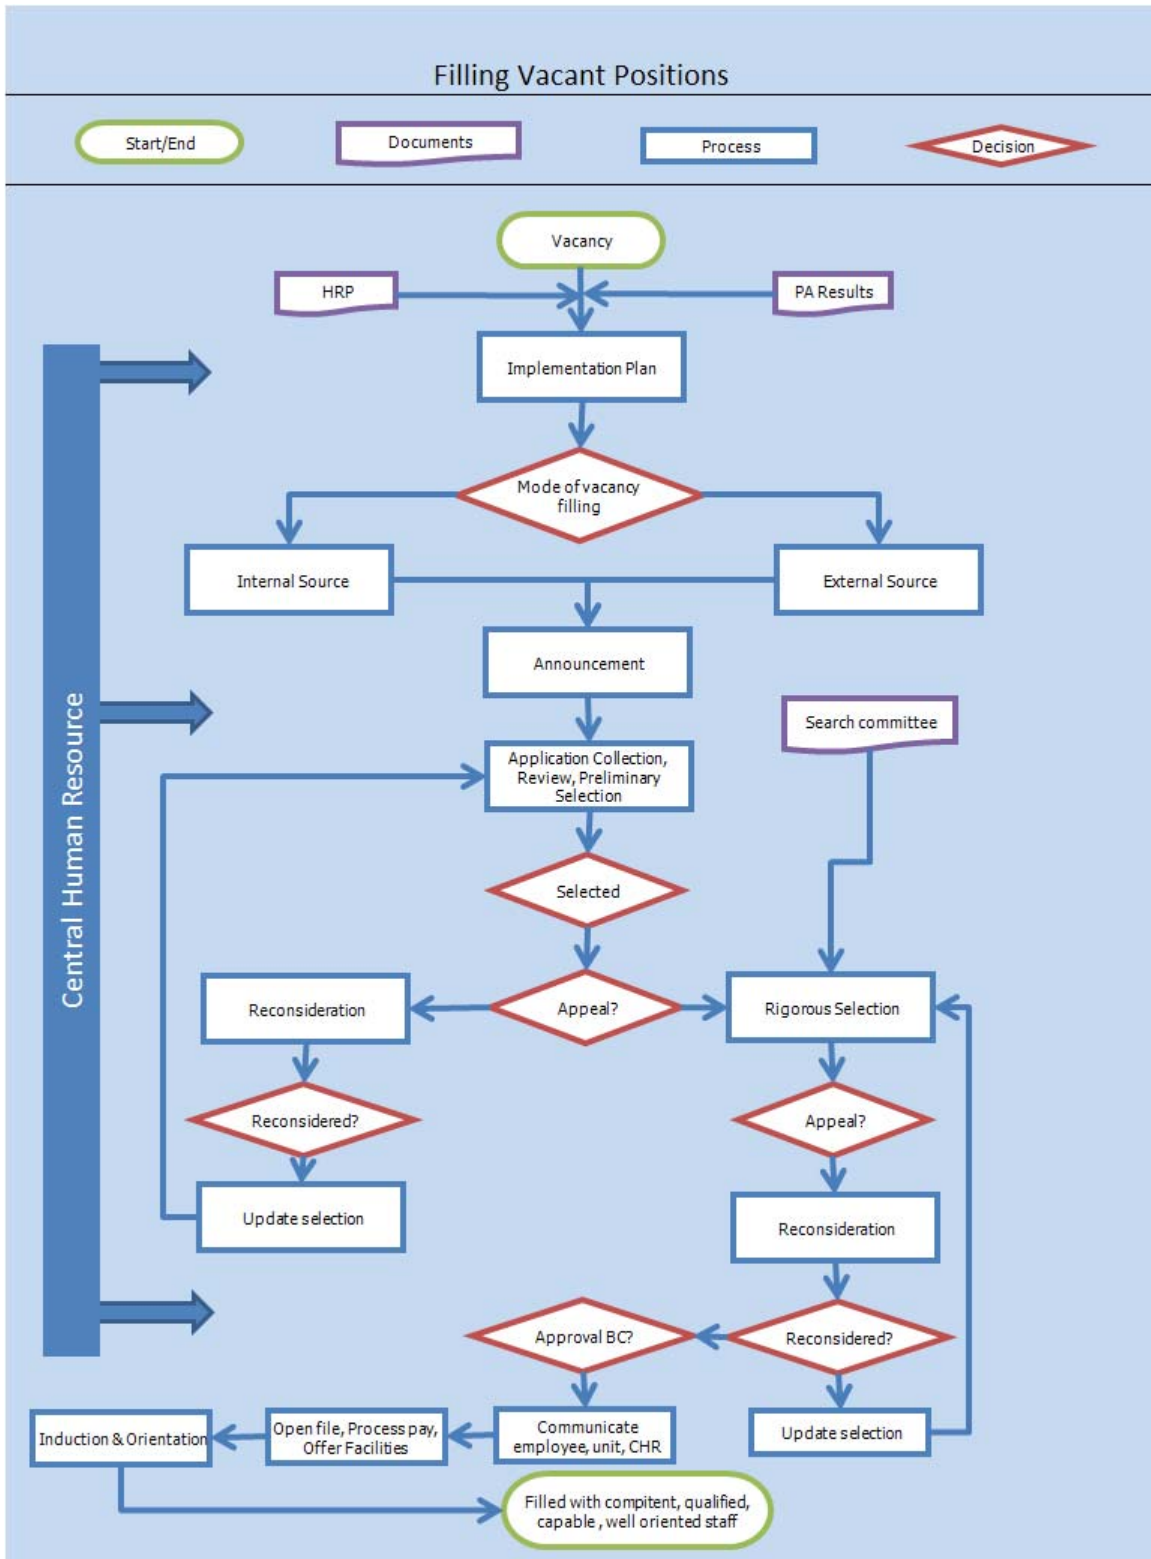 Filling Vacant Positions
Start/End
Documents
Process
Decision
Vacancy
HRP
PA Results
Implementation Plan
Mode of vacancy
filling
Internal Source
External Source
Announcement
Central Human Resource
Search committee
Application Collection,
Review, Preliminary
Selection
Selected
Reconsideration
Appeal?
Rigorous Selection
Reconsidered?
Appeal?
Update selection
Reconsideration
Approval BC?
Reconsidered?
Induction & Orientation
Open file, Process pay,
Offer Facilities
Communicate
employee, unit, CHR
Update selection
Filled with compitent, qualified,
capable , well oriented staff